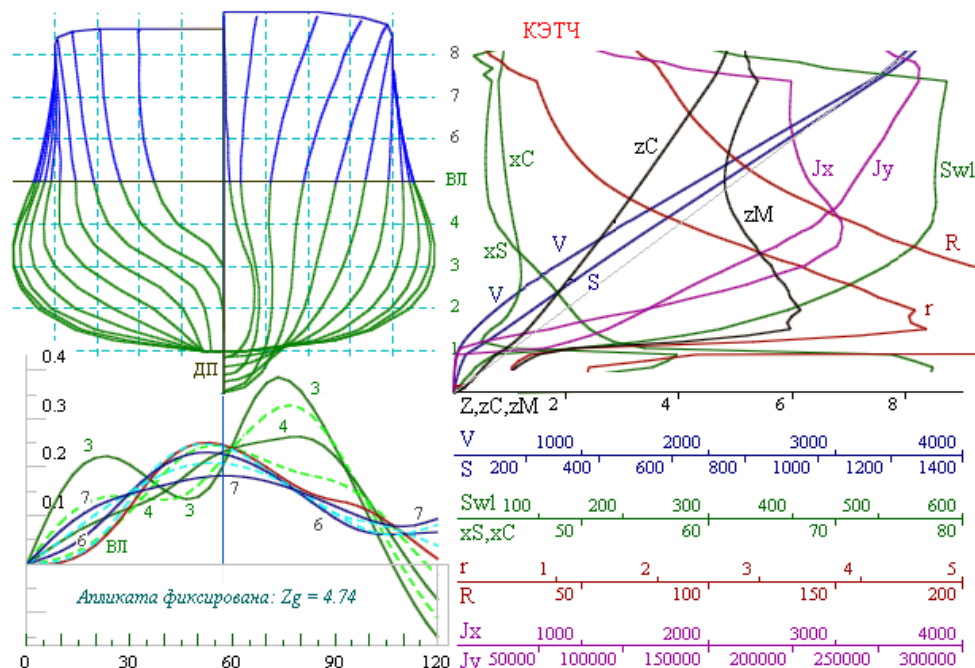 КЭТЧ
8
7
6
ВЛ
4
3
2
1
ДП
zC
xC
Jx
Jy
Swl
zM
xS
V
R
S
V
r
0.4
0.3
0.2
0.1
3
3
4
7
4
3
7
7
6
6
ВЛ
Апликата фиксирована: Zg = 4.74
0 30 60 90 120
Z,zC,zM 2 4 6 8
V 1000 2000 3000 4000
S 200 400 600 800 1000 1200 1400
Swl 100 200 300 400 500 600
xS,xC 50 60 70 80
r 1 2 3 4 5
R 50 100 150 200
Jx 1000 2000 3000 4000
Jy 50000 100000 150000 200000 250000 300000